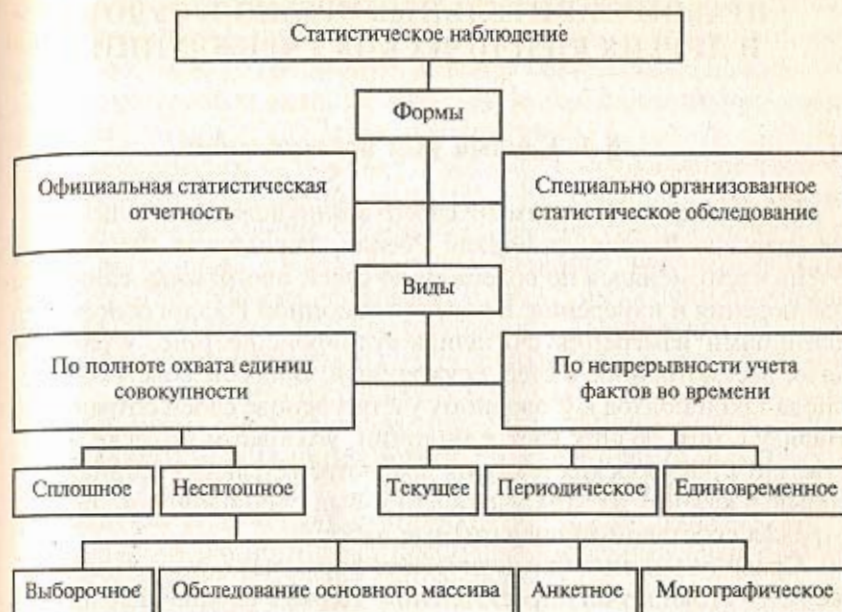 Статистическое наблюдение
Формы
Официальная статистическая
отчетность
Специально организованное
статистическое обследование
Виды
По полноте охвата единиц
совокупности
По непрерывности учета
фактов во времени
Сплошное
Несплошное
Текущее
Периодическое
Единовременное
Выборочное
Обследование основного массива
Анкетное
Монографическое